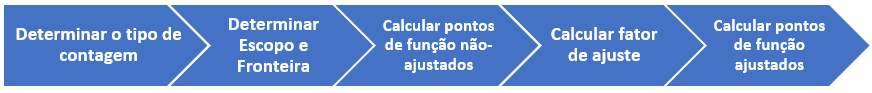 Determinar o tipo de
contagem
Determinar
Escopo e
Fronteira
Calcular pontos
de função não-
ajustados
Calcular fator
de ajuste
Calcular pontos
de função
ajustados